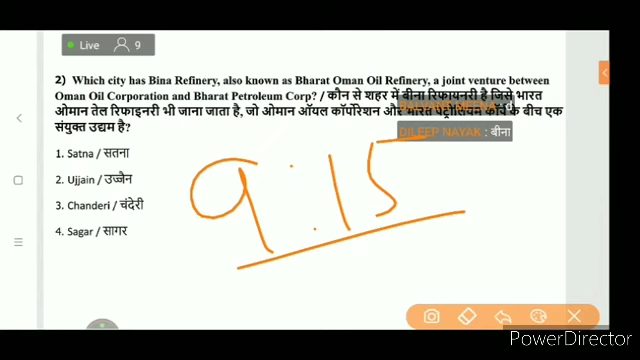 Live 9
2) Which city has Bina Refinery, also known as Bharat Oman Oil Refinery, a joint venture between
Oman Oil Corporation and Bharat Petroleum Corp? / कौन से शहर में बीना रिफायनरी है जिसे भारत
ओमान तेल रिफाइनरी भी जाना जाता है, जो ओमान ऑयल कॉर्पोरेशन और भारत पेट्रोलियम कॉर्प के बीच एक
संयुक्त उद्यम है?
DILEEP NAYAK : बीना
1. Satna / सतना
2. Ujjain / उज्जैन
3. Chanderi / चंदेरी
4. Sagar / सागर
9:15
PowerDirector